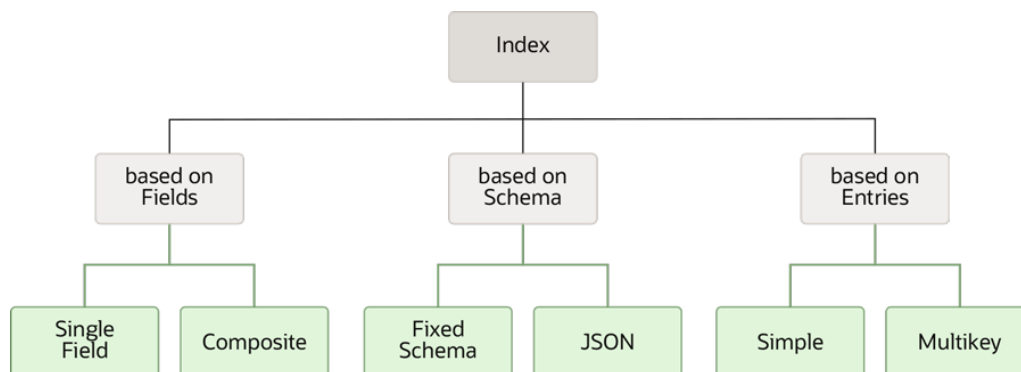 Index
based on
Fields
based on
Schema
based on
Entries
Single
Field
Composite
Fixed
Schema
JSON
Simple
Multikey